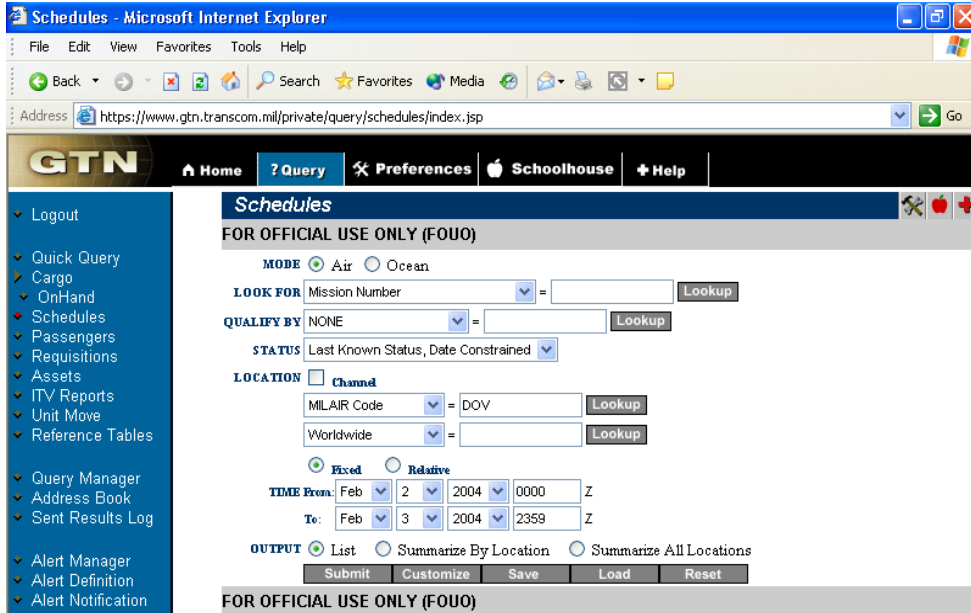 Schedules - Microsoft Internet Explorer
File Edit View Favorites Tools Help
Back Search Favorites Media
Address https://www.gtn.transcom.mil/private/query/schedules/index.jsp Go
GTN Home ? Query Preferences Schoolhouse Help
Logout
Quick Query
Cargo
OnHand
Schedules
Passengers
Requisitions
Assets
ITV Reports
Unit Move
Reference Tables
Query Manager
Address Book
Sent Results Log
Alert Manager
Alert Definition
Alert Notification
Schedules
FOR OFFICIAL USE ONLY (FOUO)
MODE Air Ocean
LOOK FOR Mission Number = Lookup
QUALIFY BY NONE = Lookup
STATUS Last Known Status, Date Constrained
LOCATION Channel
MILAIR Code = DOV Lookup
Worldwide = Lookup
Fixed Relative
TIME From: Feb 2 2004 0000 Z
To: Feb 3 2004 2359 Z
OUTPUT List Summarize By Location Summarize All Locations
Submit Customize Save Load Reset
FOR OFFICIAL USE ONLY (FOUO)